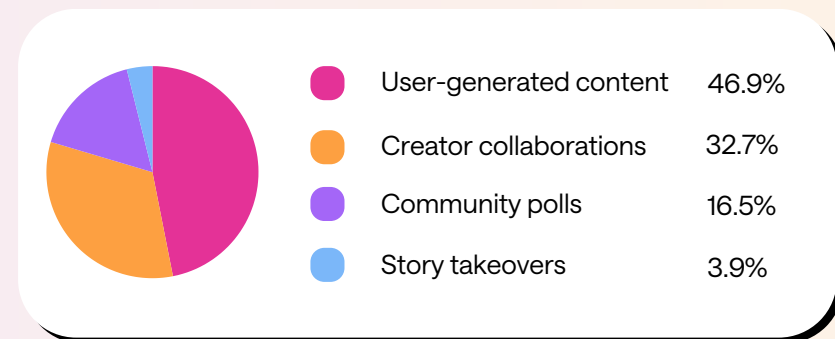 User-generated content 46.9%
Creator collaborations 32.7%
Community polls 16.5%
Story takeovers 3.9%